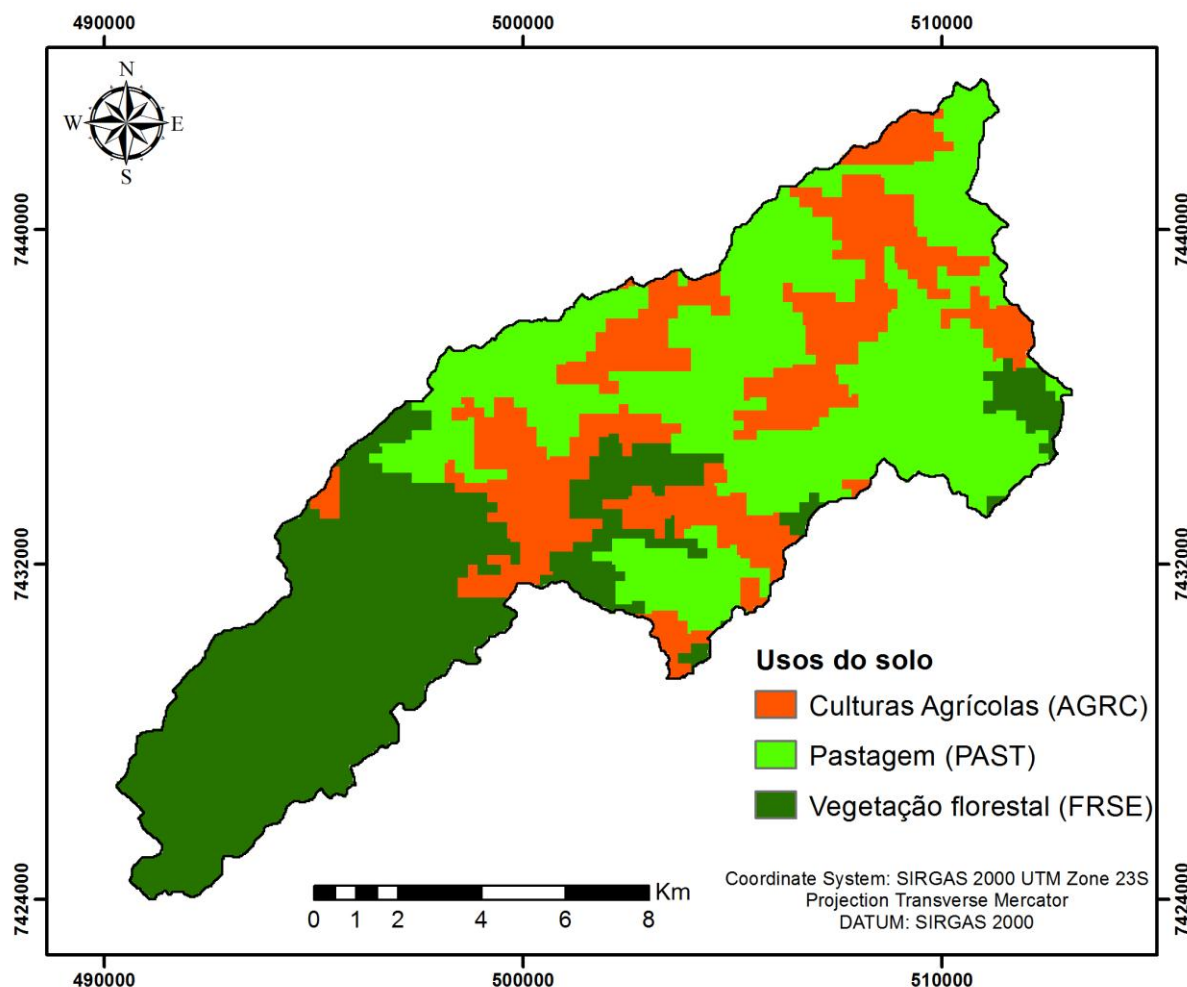 490000 500000 510000
N
W E
S
7440000 7440000
7432000 7432000
Usos do solo
Culturas Agrícolas (AGRC)
Pastagem (PAST)
Vegetação florestal (FRSE)
Coordinate System: SIRGAS 2000 UTM Zone 23S
Projection Transverse Mercator
DATUM: SIRGAS 2000
Km
0 1 2 4 6 8
7424000 7424000
490000 500000 510000